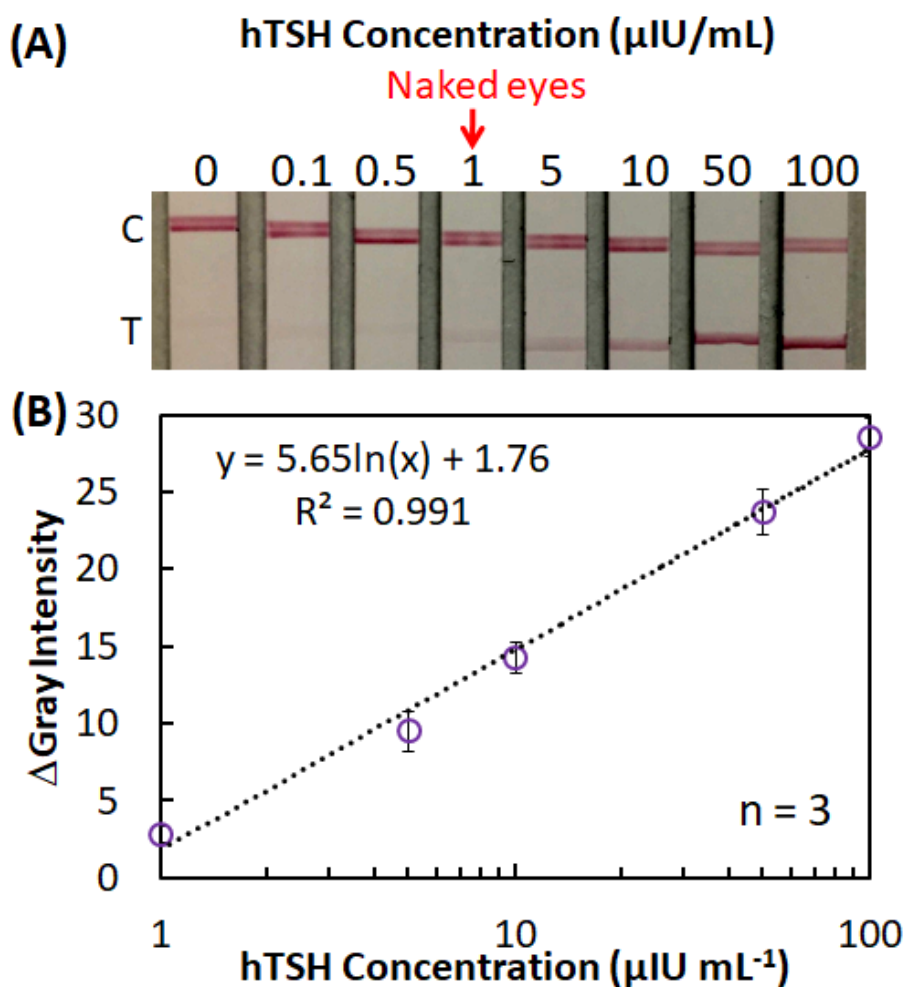 (A)
hTSH Concentration (µIU/mL)
Naked eyes
0 0.1 0.5 1 5 10 50 100
C
T
(B)
30
25
20
15
10
5
0
ΔGray Intensity
y = 5.65ln(x) + 1.76
R² = 0.991
n = 3
1 10 100
hTSH Concentration (µIU mL⁻¹)